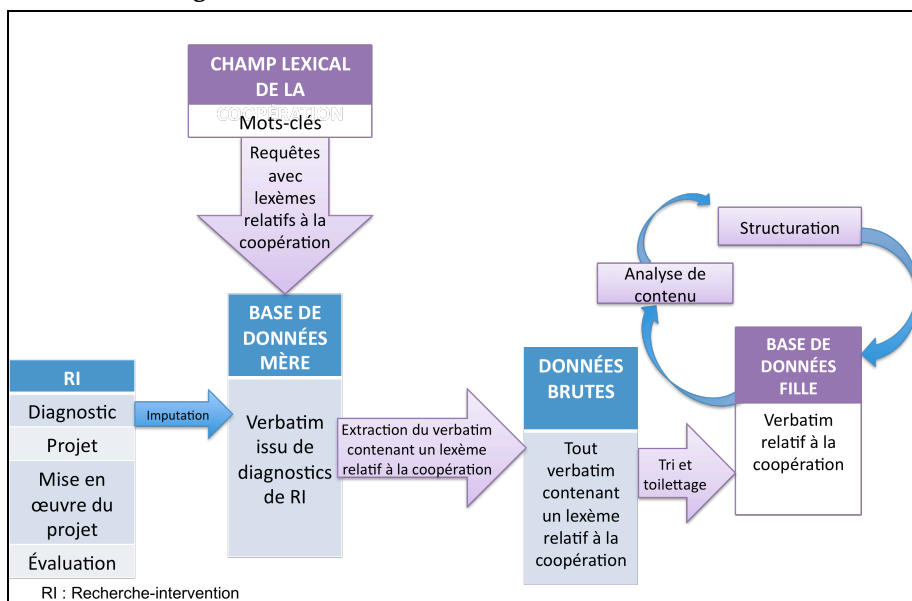 CHAMP LEXICAL
DE LA
COOPÉRATION
Mots-clés
Requêtes
avec
lexèmes
relatifs à la
coopération
Structuration
Analyse de
contenu
BASE DE
DONNÉES
MÈRE
Verbatim
issu de
diagnostics
de RI
BASE DE
DONNÉES
FILLE
Verbatim
relatif à la
coopération
DONNÉES
BRUTES
Tout
verbatim
contenant
un lexème
relatif à la
coopération
RI
Diagnostic
Projet
Mise en
œuvre du
projet
Évaluation
Imputation
Extraction du verbatim
contenant un lexème
relatif à la coopération
Tri et
toilettage
RI : Recherche-intervention